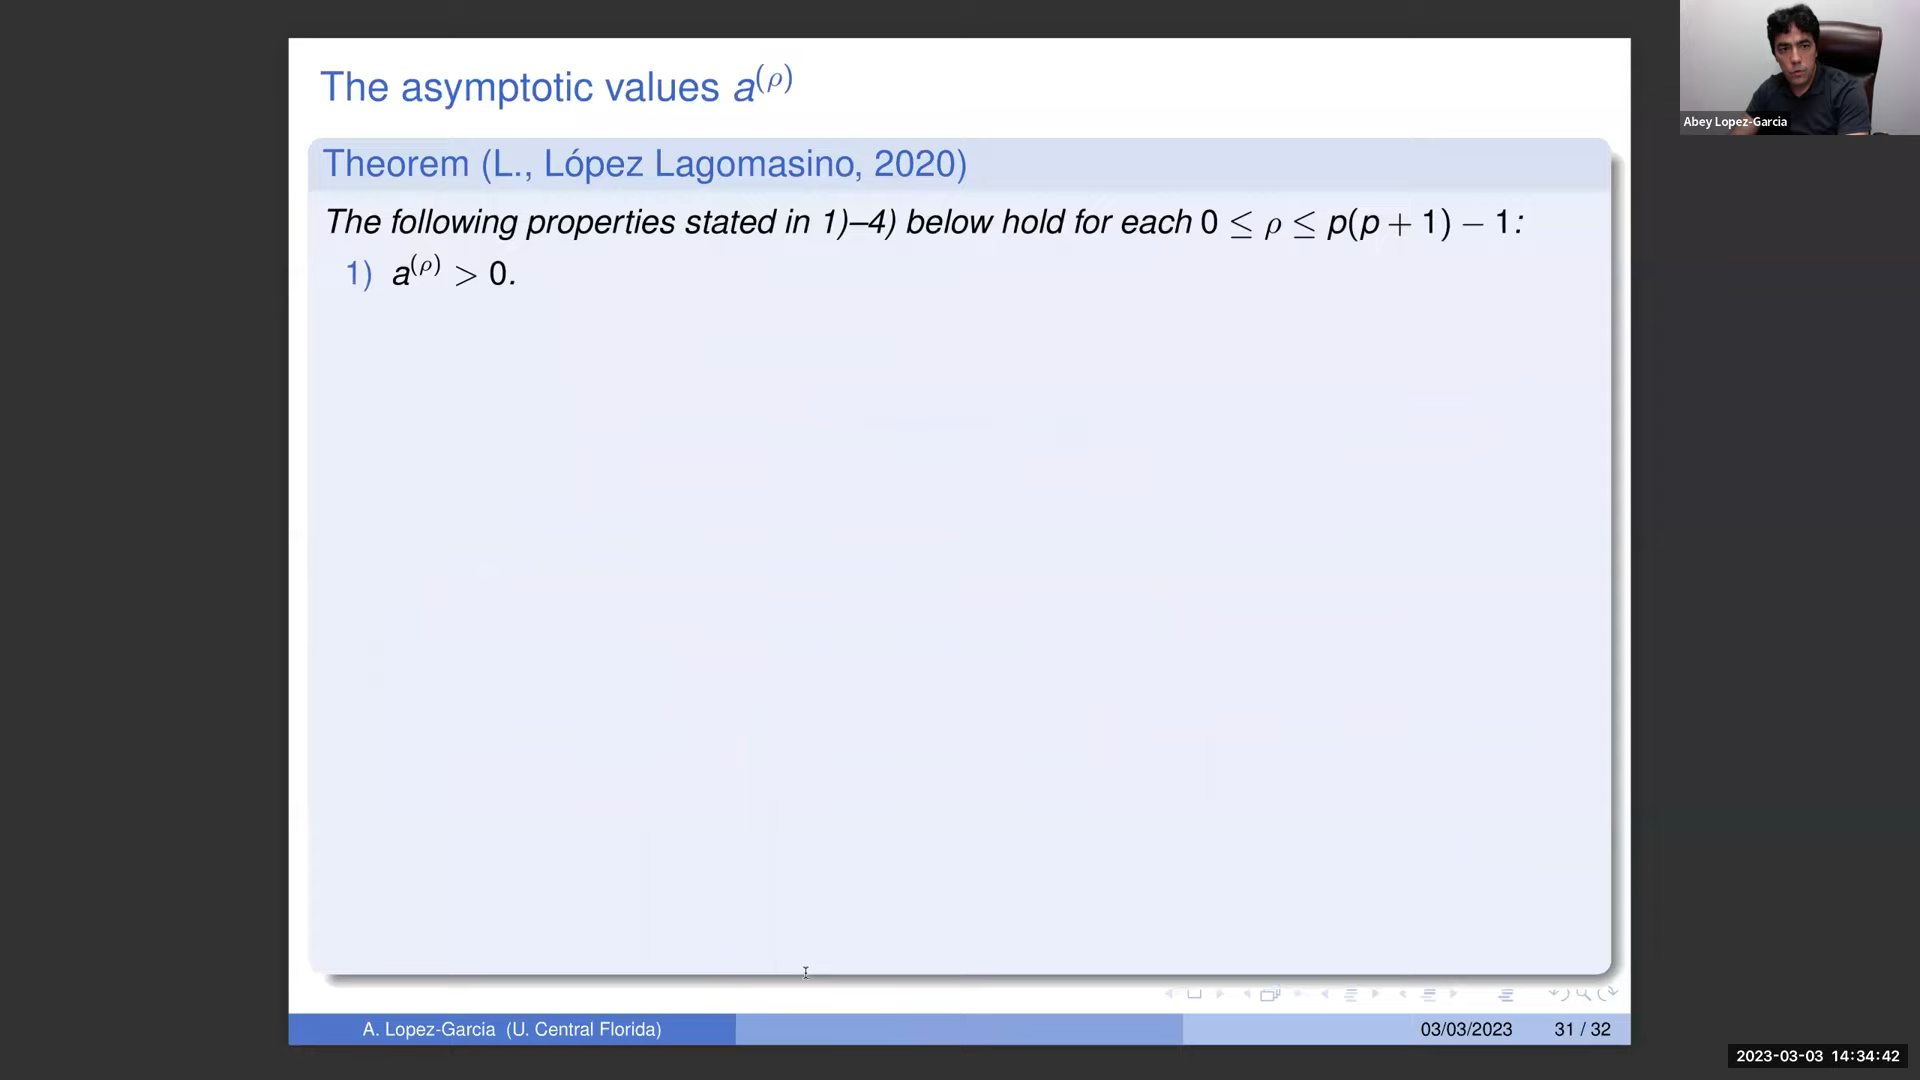 The asymptotic values a^(ρ)
Abey Lopez-Garcia
Theorem (L., López Lagomasino, 2020)
The following properties stated in 1)–4) below hold for each 0 ≤ ρ ≤ p(p + 1) − 1:
1) a^(ρ) > 0.
A. Lopez-Garcia (U. Central Florida)
03/03/2023 31 / 32
2023-03-03 14:34:42